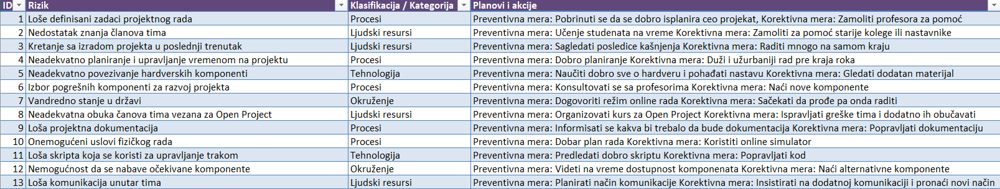 ID Rizik Klasifikacija / Kategorija Planovi i akcije
1 Loše definisani zadaci projektnog rada Procesi Preventivna mera: Pobrinuti se da se dobro isplanira ceo projekat, Korektivna mera: Zamoliti profesora za pomoć
2 Nedostatak znanja članova tima Ljudski resursi Preventivna mera: Učenje studenata na vreme Korektivna mera: Zamoliti za pomoć starije kolege ili nastavnike
3 Kretanje sa izradom projekta u poslednji trenutak Ljudski resursi Preventivna mera: Sagledati posledice kašnjenja Korektivna mera: Raditi mnogo na samom kraju
4 Neadekvatno planiranje i upravljanje vremenom na projektu Procesi Preventivna mera: Dobro planiranje Korektivna mera: Duži i užurbaniji rad pre kraja roka
5 Neadekvatno povezivanje hardverskih komponenti Tehnologija Preventivna mera: Naučiti dobro sve o hardveru i pohađati nastavu Korektivna mera: Gledati dodatan materijal
6 Izbor pogrešnih komponenti za razvoj projekta Procesi Preventivna mera: Konsultovati se sa profesorima Korektivna mera: Naći nove komponente
7 Vandredno stanje u državi Okruženje Preventivna mera: Dogovoriti režim online rada Korektivna mera: Sačekati da prođe pa onda raditi
8 Neadekvatna obuka čanova tima vezana za Open Project Ljudski resursi Preventivna mera: Organizovati kurs za Open Project Korektivna mera: Ispravljati greške tima i dodatno ih obučavati
9 Loša projektna dokumentacija Procesi Preventivna mera: Informisati se kakva bi trebalo da bude dokumentacija Korektivna mera: Popravljati dokumentaciju
10 Onemogućeni uslovi fizičkog rada Procesi Preventivna mera: Dobar plan rada Korektivna mera: Koristiti online simulator
11 Loša skripta koja se koristi za upravljanje trakom Tehnologija Preventivna mera: Predledati dobro skriptu Korektivna mera: Popravljati kod
12 Nemogućnost da se nabave očekivane komponente Okruženje Preventivna mera: Videti na vreme dostupnost komponenata Korektivna mera: Naći alternativne komponente
13 Loša komunikacija unutar tima Ljudski resursi Preventivna mera: Planirati način komunikacije Korektivna mera: Insistirati na dodatnoj komunikaciji i pronaći novi način